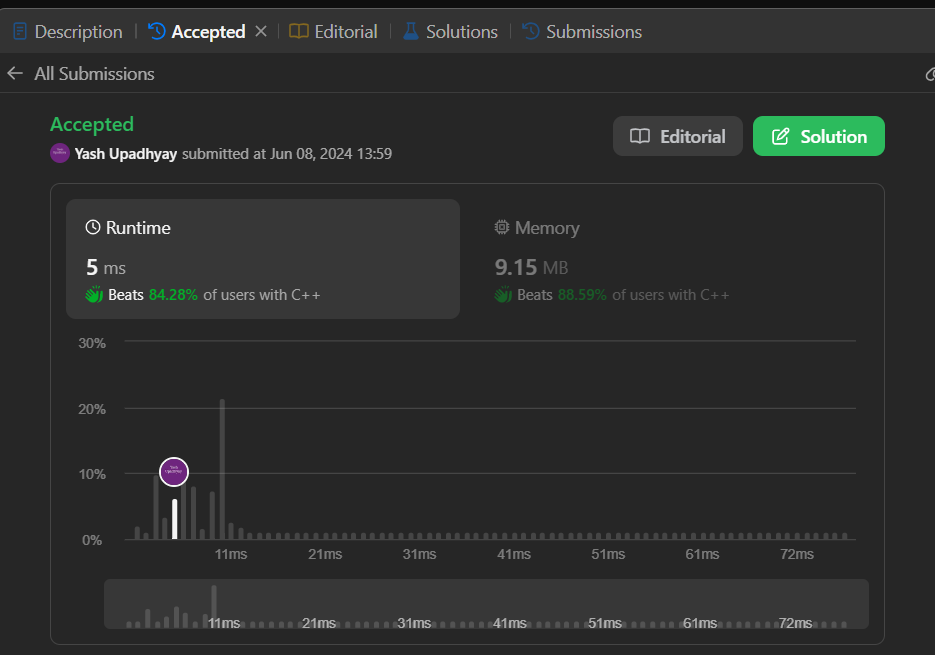 Description | Accepted × | Editorial | Solutions | Submissions
← All Submissions
Accepted
Yash Upadhyay submitted at Jun 08, 2024 13:59
Editorial
Solution
Runtime
5 ms
Beats 84.28% of users with C++
Memory
9.15 MB
Beats 88.59% of users with C++
30%
20%
10%
0%
11ms 21ms 31ms 41ms 51ms 61ms 72ms
11ms 21ms 31ms 41ms 51ms 61ms 72ms